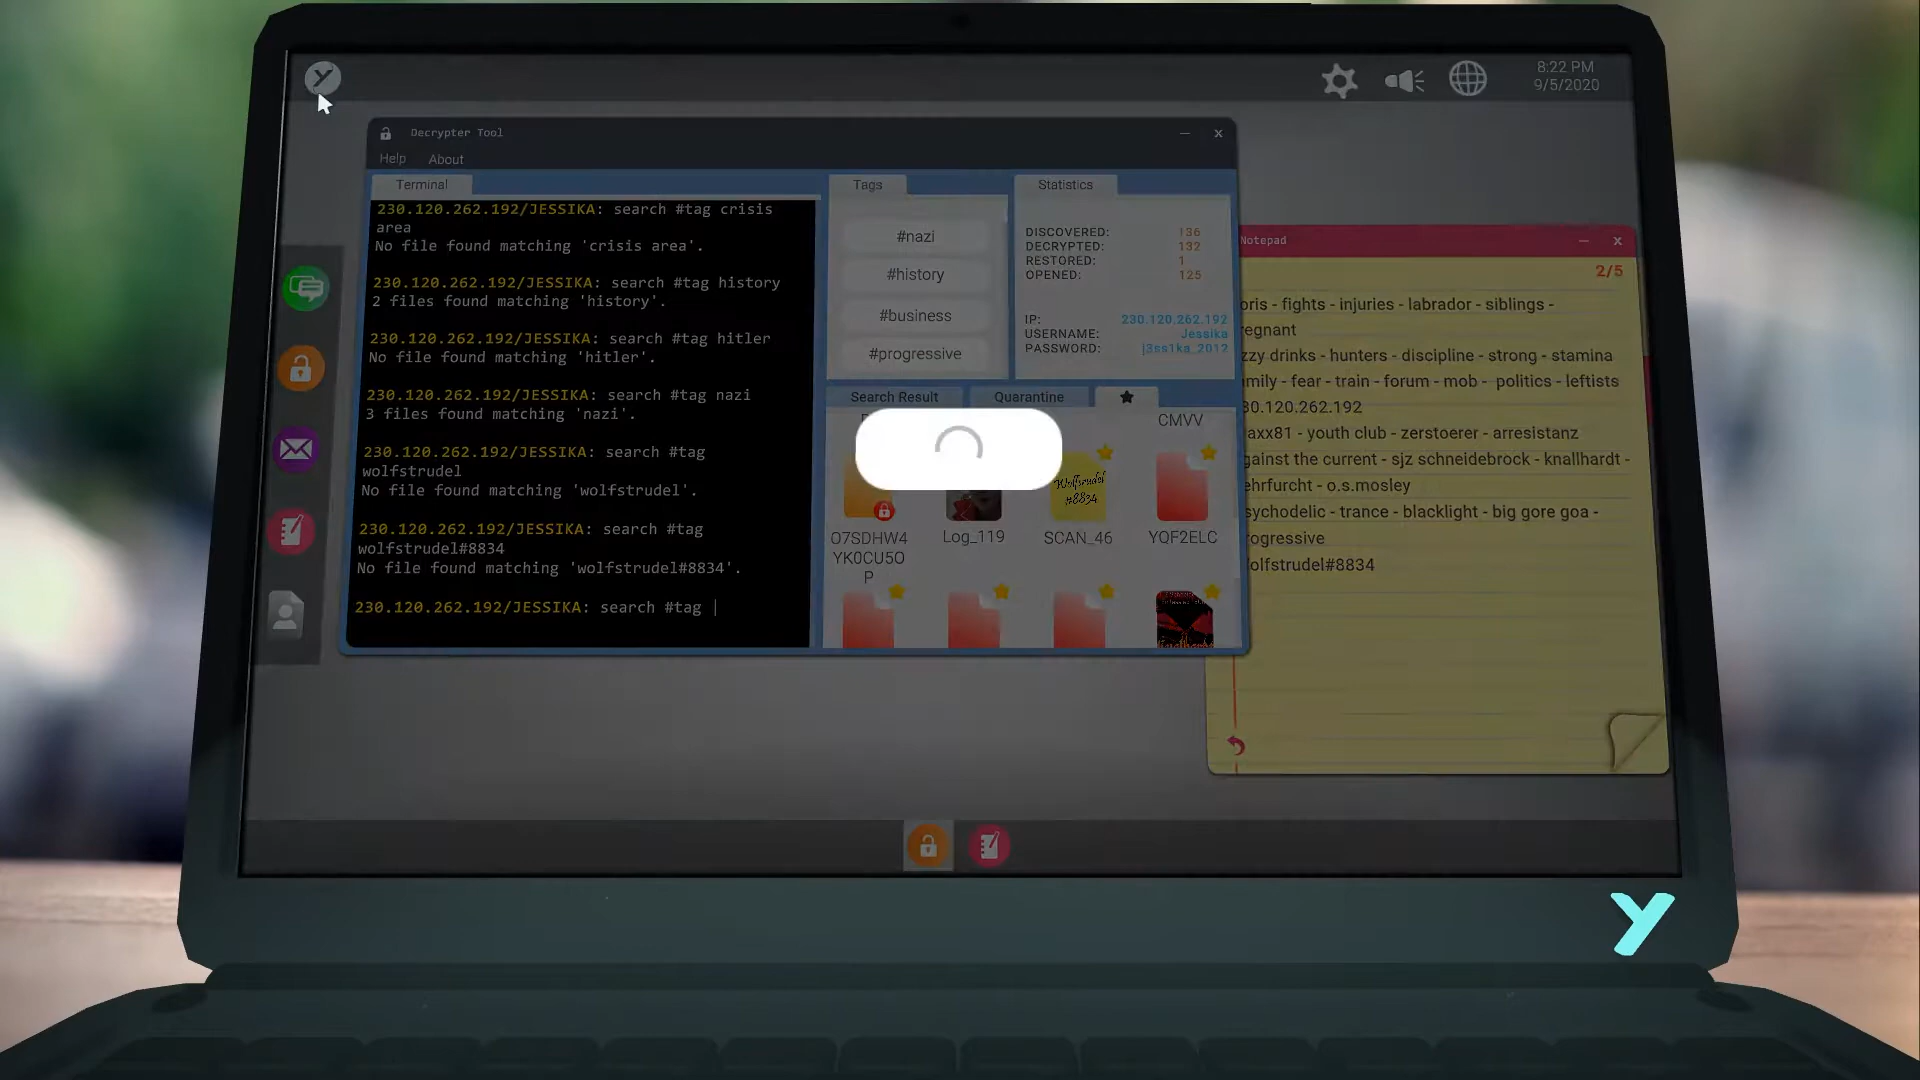 8:22 PM
9/5/2020
Decrypter Tool
Help About
Terminal
230.120.262.192/JESSIKA: search #tag crisis
area
No file found matching 'crisis area'.
230.120.262.192/JESSIKA: search #tag history
2 files found matching 'history'.
230.120.262.192/JESSIKA: search #tag hitler
No file found matching 'hitler'.
230.120.262.192/JESSIKA: search #tag nazi
3 files found matching 'nazi'.
230.120.262.192/JESSIKA: search #tag
wolfstrudel
No file found matching 'wolfstrudel'.
230.120.262.192/JESSIKA: search #tag
wolfstrudel#8834
No file found matching 'wolfstrudel#8834'.
230.120.262.192/JESSIKA: search #tag
Tags
#nazi
#history
#business
#progressive
Statistics
DISCOVERED: 136
DECRYPTED: 132
RESTORED: 1
OPENED: 125
IP: 230.120.262.192
USERNAME: Jessika
PASSWORD: j3ss1ka_2012
Search Result Quarantine
CMVV
Wolfstrudel
#8834
O7SDHW4
YK0CU5O
P
Log_119
SCAN_46
YQF2ELC
Notepad
2/5
oris - fights - injuries - labrador - siblings -
regnant
zzy drinks - hunters - discipline - strong - stamina
mily - fear - train - forum - mob - politics - leftists
30.120.262.192
axx81 - youth club - zerstoerer - arresistanz
gainst the current - sjz schneidebrock - knallhardt -
ehrfurcht - o.s.mosley
sychodelic - trance - blacklight - big gore goa -
rogressive
olfstrudel#8834
Y